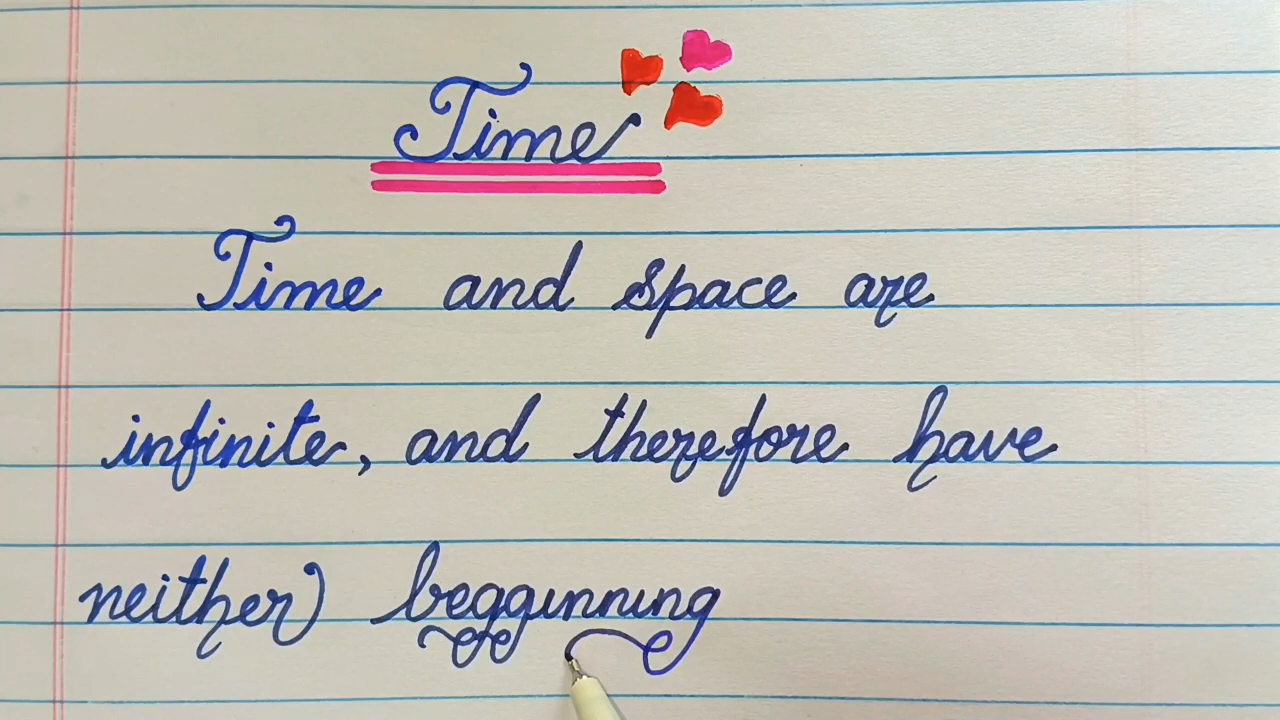 Time
Time and space are
infinite, and therefore have
neither begginning